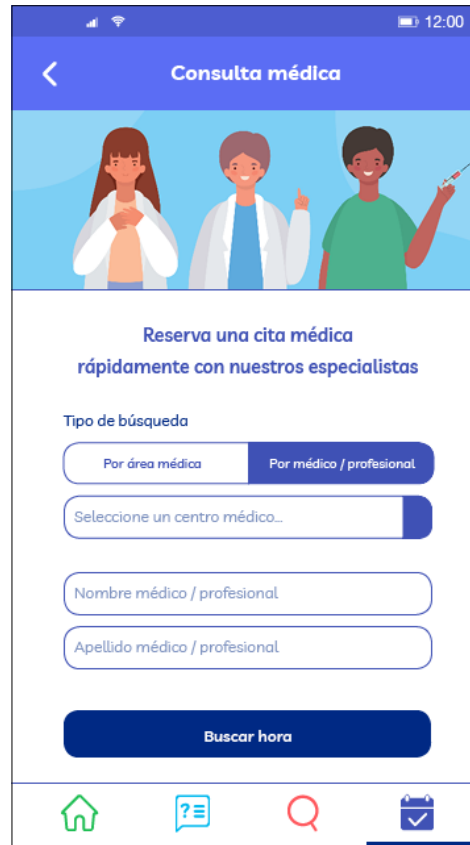 12:00
Consulta médica
Reserva una cita médica
rápidamente con nuestros especialistas
Tipo de búsqueda
Por área médica
Por médico / profesional
Seleccione un centro médico...
Nombre médico / profesional
Apellido médico / profesional
Buscar hora